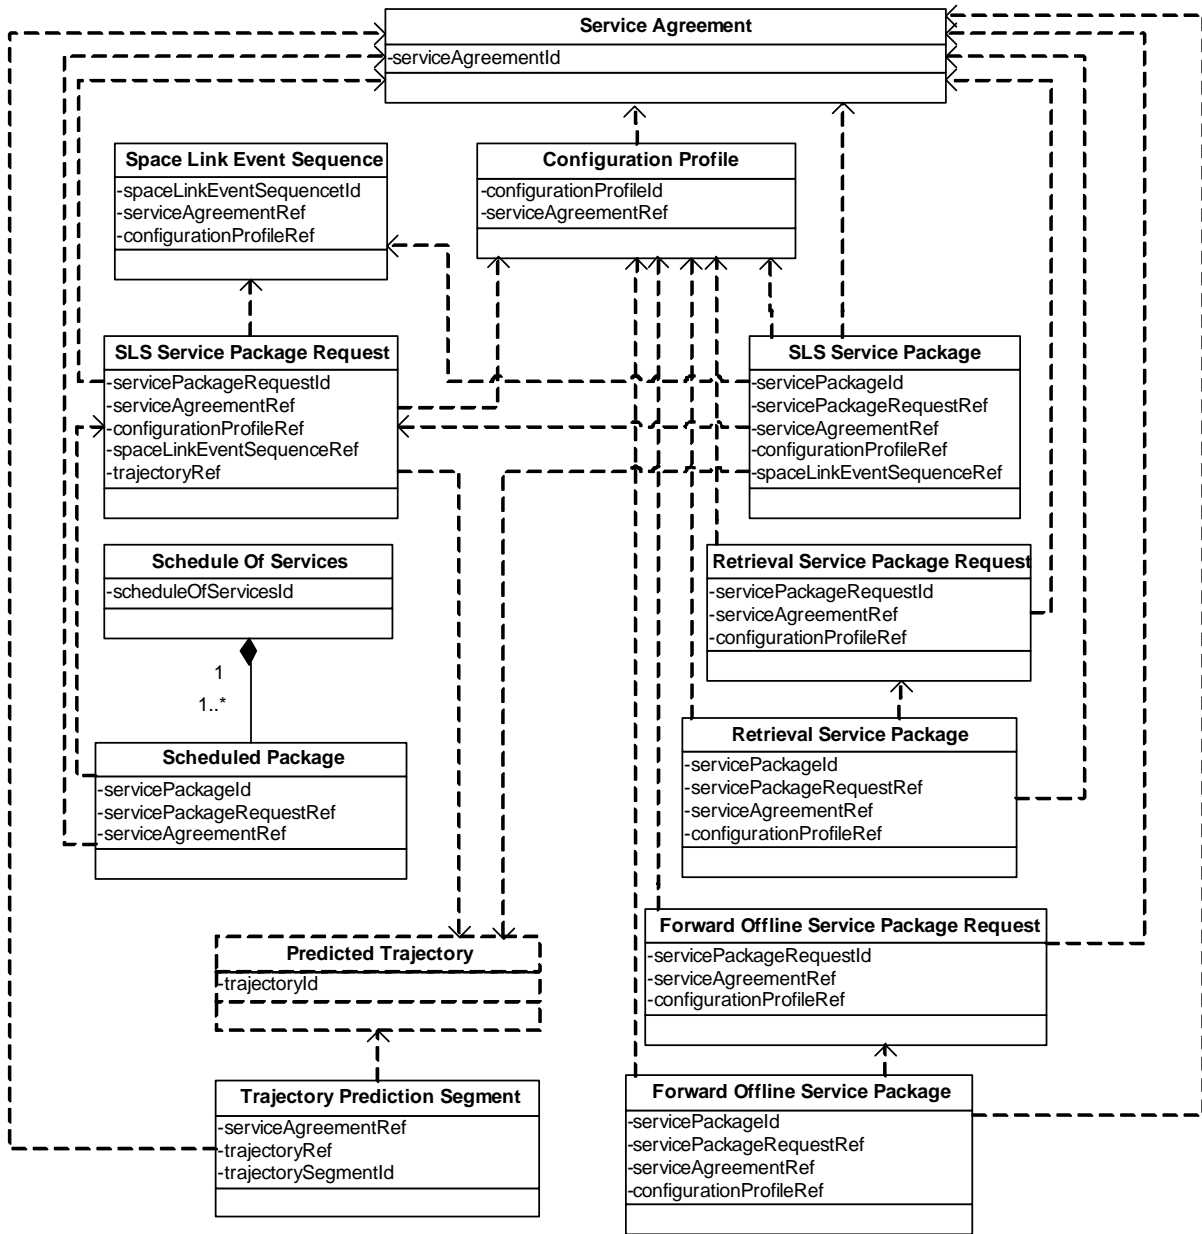 Service Agreement
-serviceAgreementId
Space Link Event Sequence
-spaceLinkEventSequencetId
-serviceAgreementRef
-configurationProfileRef
Configuration Profile
-configurationProfileId
-serviceAgreementRef
SLS Service Package Request
-servicePackageRequestId
-serviceAgreementRef
-configurationProfileRef
-spaceLinkEventSequenceRef
-trajectoryRef
SLS Service Package
-servicePackageId
-servicePackageRequestRef
-serviceAgreementRef
-configurationProfileRef
-spaceLinkEventSequenceRef
Schedule Of Services
-scheduleOfServicesId
1
1..*
Retrieval Service Package Request
-servicePackageRequestId
-serviceAgreementRef
-configurationProfileRef
Scheduled Package
-servicePackageId
-servicePackageRequestRef
-serviceAgreementRef
Retrieval Service Package
-servicePackageId
-servicePackageRequestRef
-serviceAgreementRef
-configurationProfileRef
Predicted Trajectory
-trajectoryId
Forward Offline Service Package Request
-servicePackageRequestId
-serviceAgreementRef
-configurationProfileRef
Trajectory Prediction Segment
-serviceAgreementRef
-trajectoryRef
-trajectorySegmentId
Forward Offline Service Package
-servicePackageId
-servicePackageRequestRef
-serviceAgreementRef
-configurationProfileRef